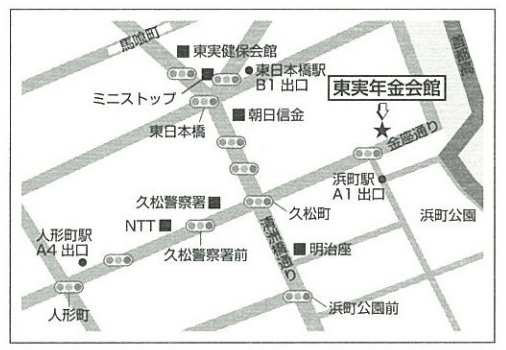 馬喰町
東実健保会館
東日本橋駅
B1 出口
ミニストップ
東実年金会館
東日本橋
朝日信金
金座通り
浜町駅
A1 出口
久松警察署
久松町
浜町公園
NTT
人形町駅
A4 出口
久松警察署前
清洲橋通り
明治座
人形町
浜町公園前